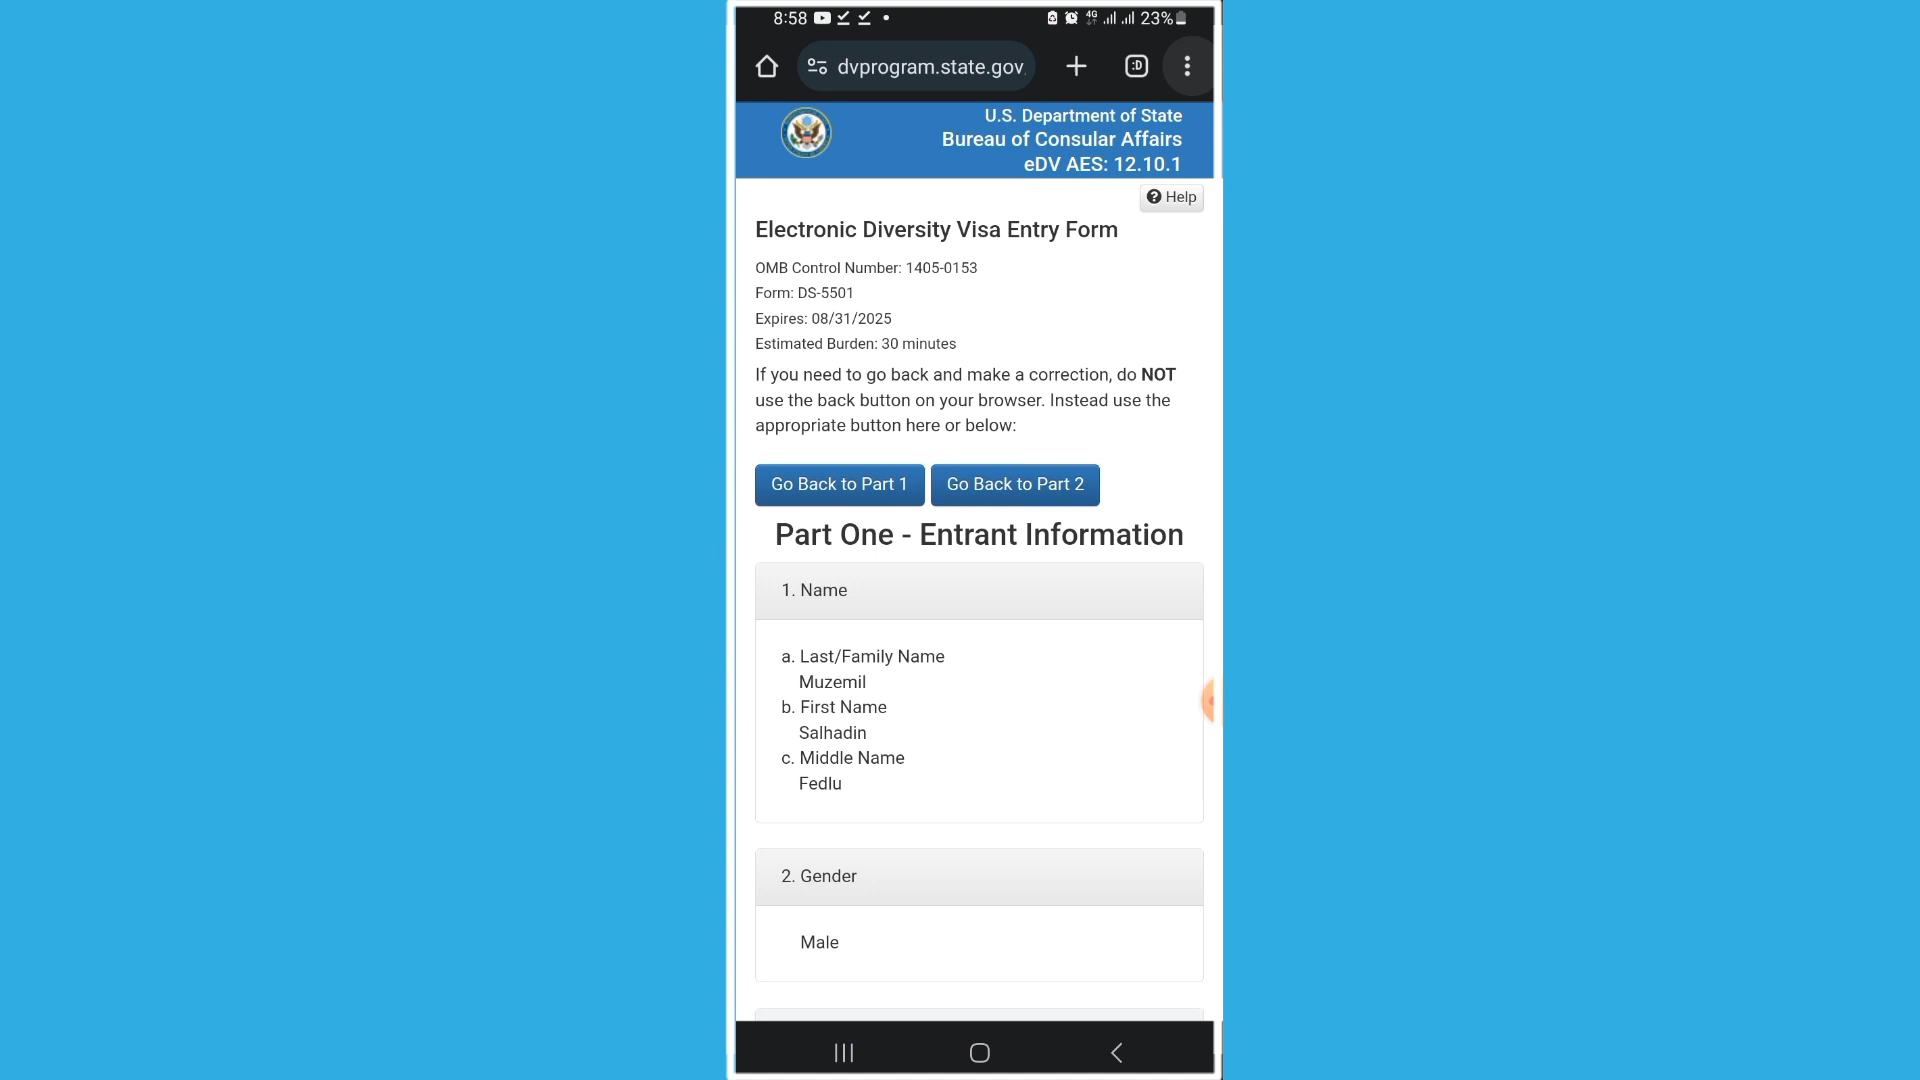 8:58 4G 23%
dvprogram.state.gov :D
U.S. Department of State
Bureau of Consular Affairs
eDV AES: 12.10.1
Help
Electronic Diversity Visa Entry Form
OMB Control Number: 1405-0153
Form: DS-5501
Expires: 08/31/2025
Estimated Burden: 30 minutes
If you need to go back and make a correction, do NOT
use the back button on your browser. Instead use the
appropriate button here or below:
Go Back to Part 1 Go Back to Part 2
Part One - Entrant Information
1. Name
a. Last/Family Name
Muzemil
b. First Name
Salhadin
c. Middle Name
Fedlu
2. Gender
Male